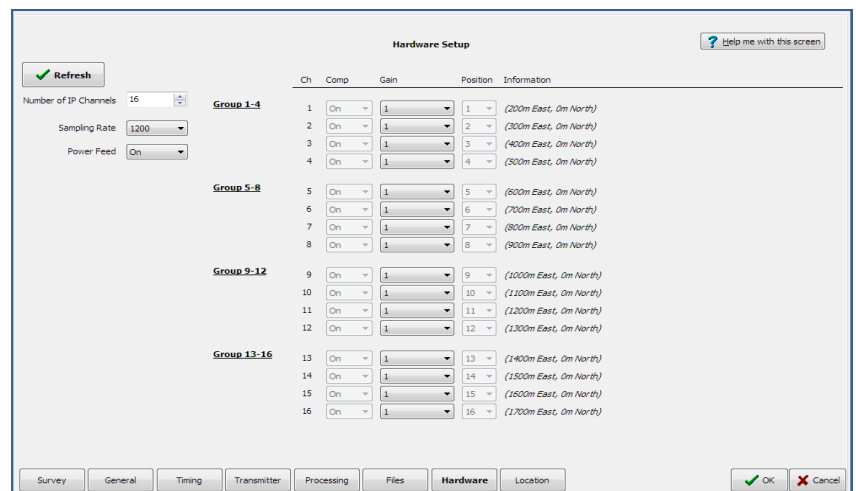 Hardware Setup
Help me with this screen
Refresh
Ch Comp Gain Position Information
Number of IP Channels 16
Sampling Rate 1200
Power Feed On
Group 1-4
1 On 1 1 (200m East, 0m North)
2 On 1 2 (300m East, 0m North)
3 On 1 3 (400m East, 0m North)
4 On 1 4 (500m East, 0m North)
Group 5-8
5 On 1 5 (600m East, 0m North)
6 On 1 6 (700m East, 0m North)
7 On 1 7 (800m East, 0m North)
8 On 1 8 (900m East, 0m North)
Group 9-12
9 On 1 9 (1000m East, 0m North)
10 On 1 10 (1100m East, 0m North)
11 On 1 11 (1200m East, 0m North)
12 On 1 12 (1300m East, 0m North)
Group 13-16
13 On 1 13 (1400m East, 0m North)
14 On 1 14 (1500m East, 0m North)
15 On 1 15 (1600m East, 0m North)
16 On 1 16 (1700m East, 0m North)
Survey General Timing Transmitter Processing Files Hardware Location OK Cancel